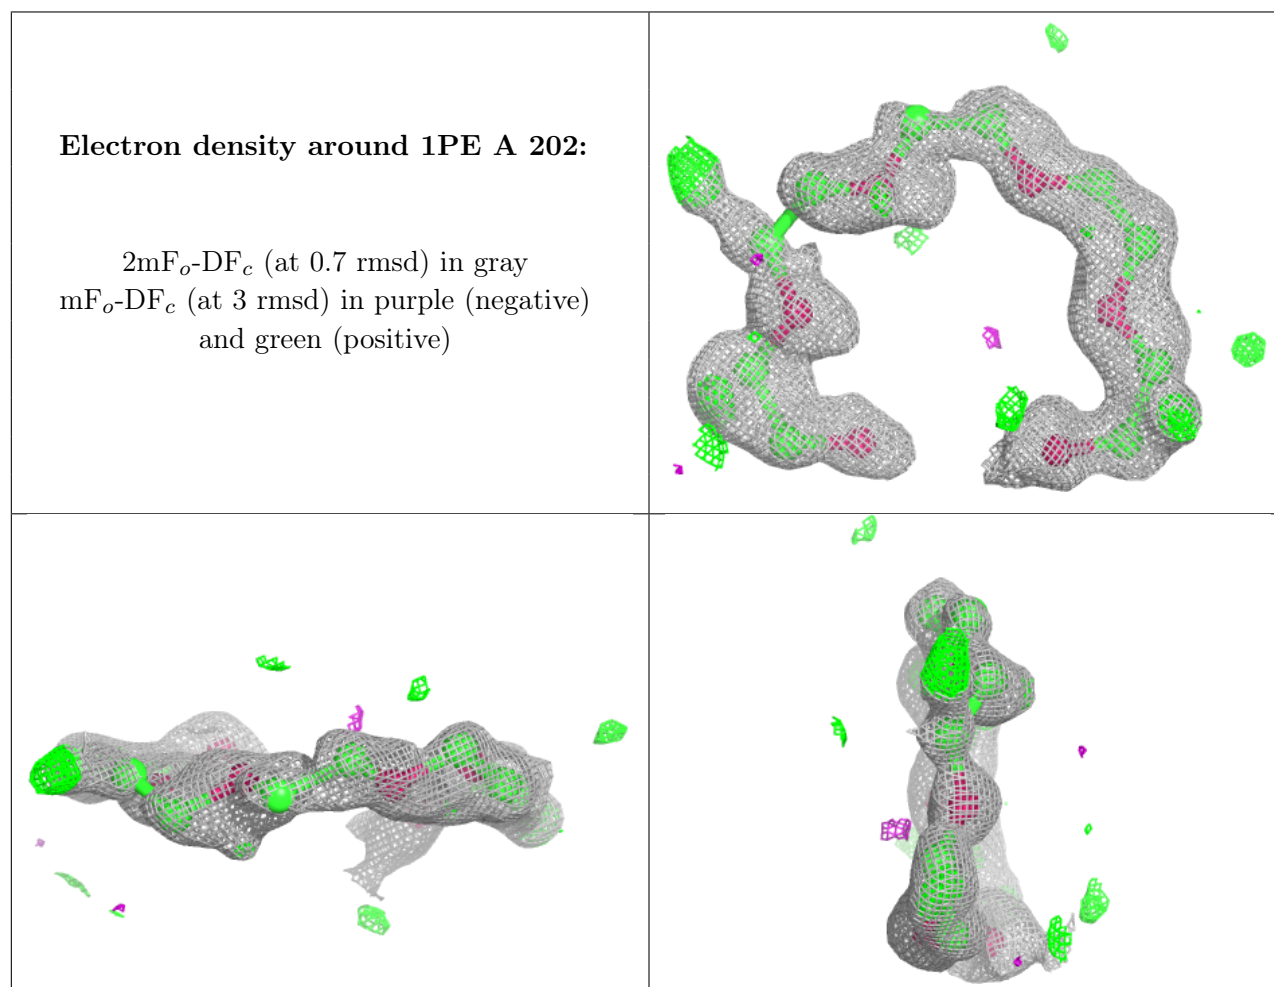 Electron density around 1PE A 202:
2mFo-DFc (at 0.7 rmsd) in gray
mFo-DFc (at 3 rmsd) in purple (negative)
and green (positive)